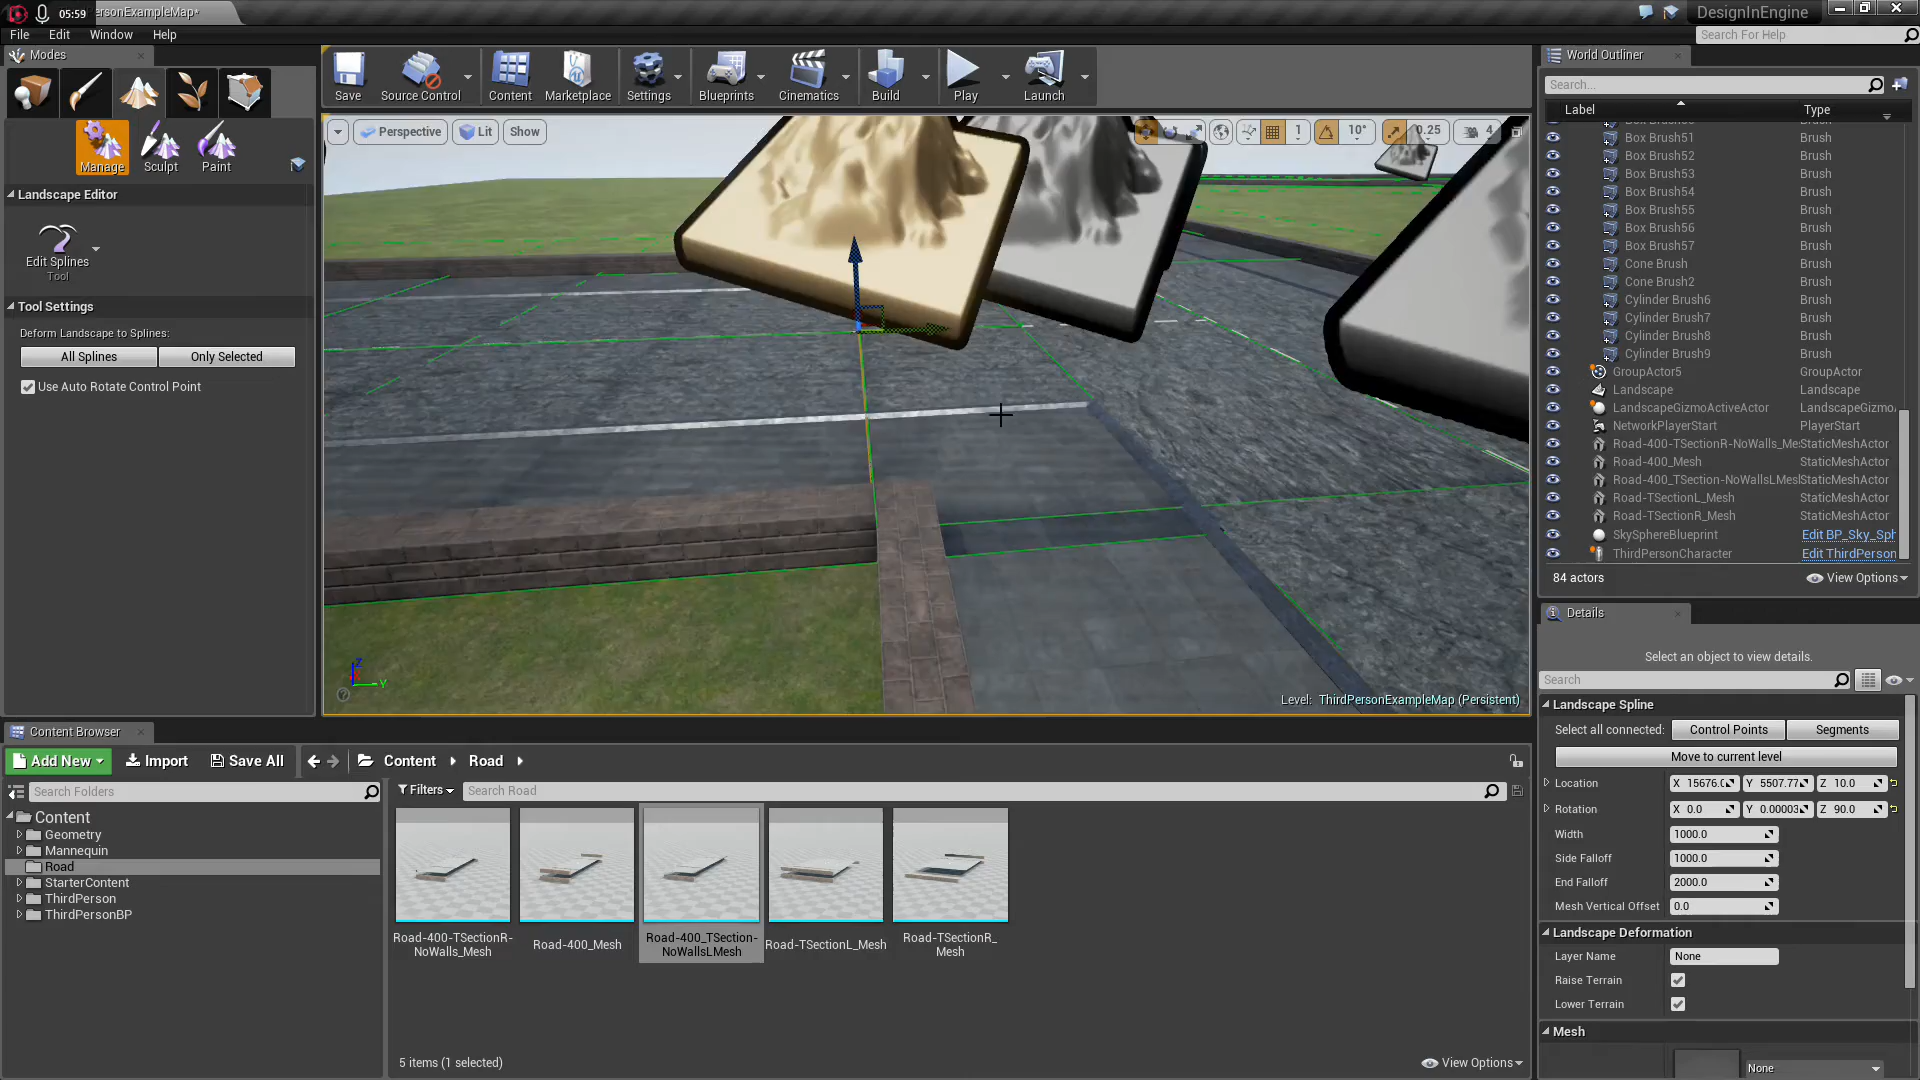 05:59
ersonExampleMap*
DesignInEngine
File
Edit
Window
Help
Search For Help
Modes
Manage
Sculpt
Paint
Landscape Editor
Edit Splines
Tool
Tool Settings
Deform Landscape to Splines:
All Splines
Only Selected
Use Auto Rotate Control Point
Save
Source Control
Content
Marketplace
Settings
Blueprints
Cinematics
Build
Play
Launch
Perspective
Lit
Show
1
10°
0.25
4
Z
Y
Level: ThirdPersonExampleMap (Persistent)
World Outliner
Search...
Label
Type
Box Brush51
Brush
Box Brush52
Brush
Box Brush53
Brush
Box Brush54
Brush
Box Brush55
Brush
Box Brush56
Brush
Box Brush57
Brush
Cone Brush
Brush
Cone Brush2
Brush
Cylinder Brush6
Brush
Cylinder Brush7
Brush
Cylinder Brush8
Brush
Cylinder Brush9
Brush
GroupActor5
GroupActor
Landscape
Landscape
LandscapeGizmoActiveActor
LandscapeGizmo
NetworkPlayerStart
PlayerStart
Road-400-TSectionR-NoWalls_Me
StaticMeshActor
Road-400_Mesh
StaticMeshActor
Road-400_TSection-NoWallsLMesl
StaticMeshActor
Road-TSectionL_Mesh
StaticMeshActor
Road-TSectionR_Mesh
StaticMeshActor
SkySphereBlueprint
Edit BP_Sky_Sph
ThirdPersonCharacter
Edit ThirdPerson
84 actors
View Options
Details
Select an object to view details.
Search
Landscape Spline
Select all connected:
Control Points
Segments
Move to current level
Location
X 15676.(
Y 5507.77
Z 10.0
Rotation
X 0.0
Y 0.00003
Z 90.0
Width
1000.0
Side Falloff
1000.0
End Falloff
2000.0
Mesh Vertical Offset
0.0
Landscape Deformation
Layer Name
None
Raise Terrain
Lower Terrain
Mesh
None
Content Browser
Add New
Import
Save All
Content
Road
Search Folders
Filters
Search Road
Content
Geometry
Mannequin
Road
StarterContent
ThirdPerson
ThirdPersonBP
Road-400-TSectionR-
NoWalls_Mesh
Road-400_Mesh
Road-400_TSection-
NoWallsLMesh
Road-TSectionL_Mesh
Road-TSectionR_
Mesh
5 items (1 selected)
View Options